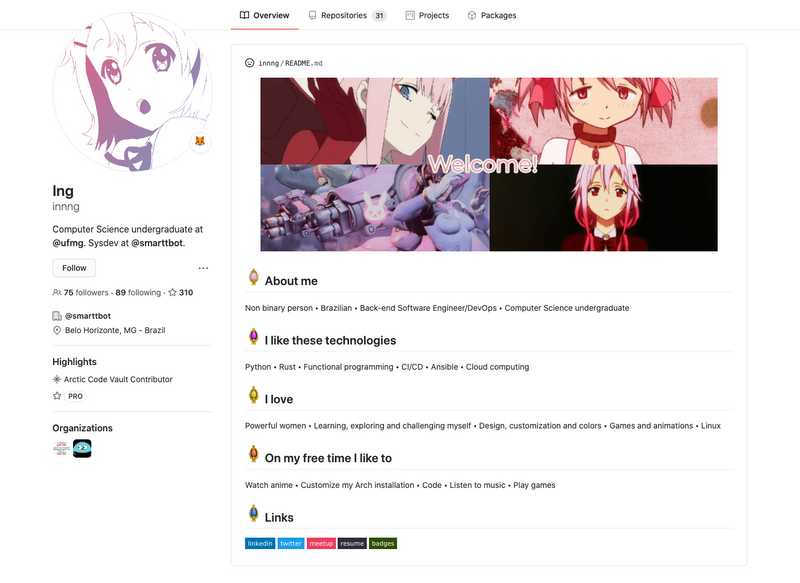 Overview Repositories 31 Projects Packages
Ing
innng
Computer Science undergraduate at
@ufmg. Sysdev at @smarttbot.
Follow
75 followers · 89 following · 310
@smarttbot
Belo Horizonte, MG - Brazil
Highlights
Arctic Code Vault Contributor
PRO
Organizations
innng/README.md
Welcome!
About me
Non binary person • Brazilian • Back-end Software Engineer/DevOps • Computer Science undergraduate
I like these technologies
Python • Rust • Functional programming • CI/CD • Ansible • Cloud computing
I love
Powerful women • Learning, exploring and challenging myself • Design, customization and colors • Games and animations • Linux
On my free time I like to
Watch anime • Customize my Arch installation • Code • Listen to music • Play games
Links
linkedin twitter meetup resume badges